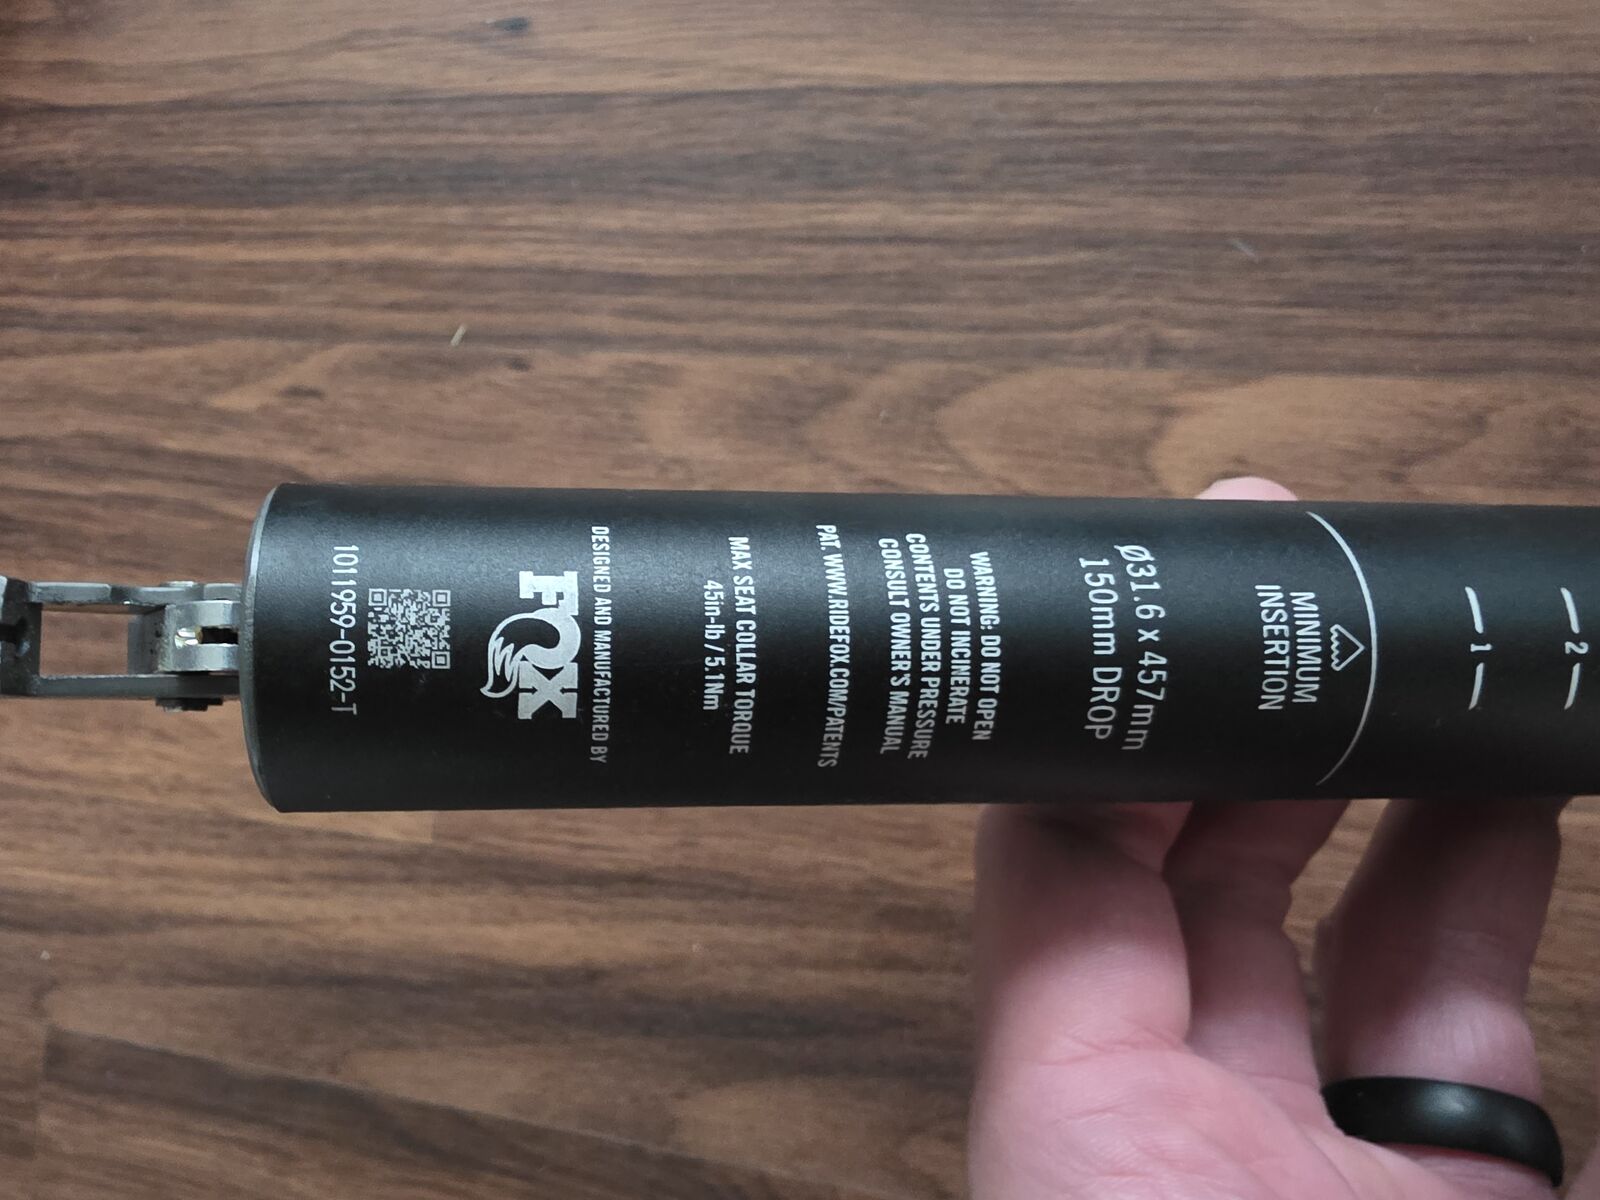 2
1
MINIMUM
INSERTION
Ø31.6 x 457mm
150mm DROP
WARNING: DO NOT OPEN
DO NOT INCINERATE
CONTENTS UNDER PRESSURE
CONSULT OWNER'S MANUAL
PAT. WWW.RIDEFOX.COM/PATENTS
MAX SEAT COLLAR TORQUE
45in-lb / 5.1Nm
DESIGNED AND MANUFACTURED BY
FOX
1011959-0152-T